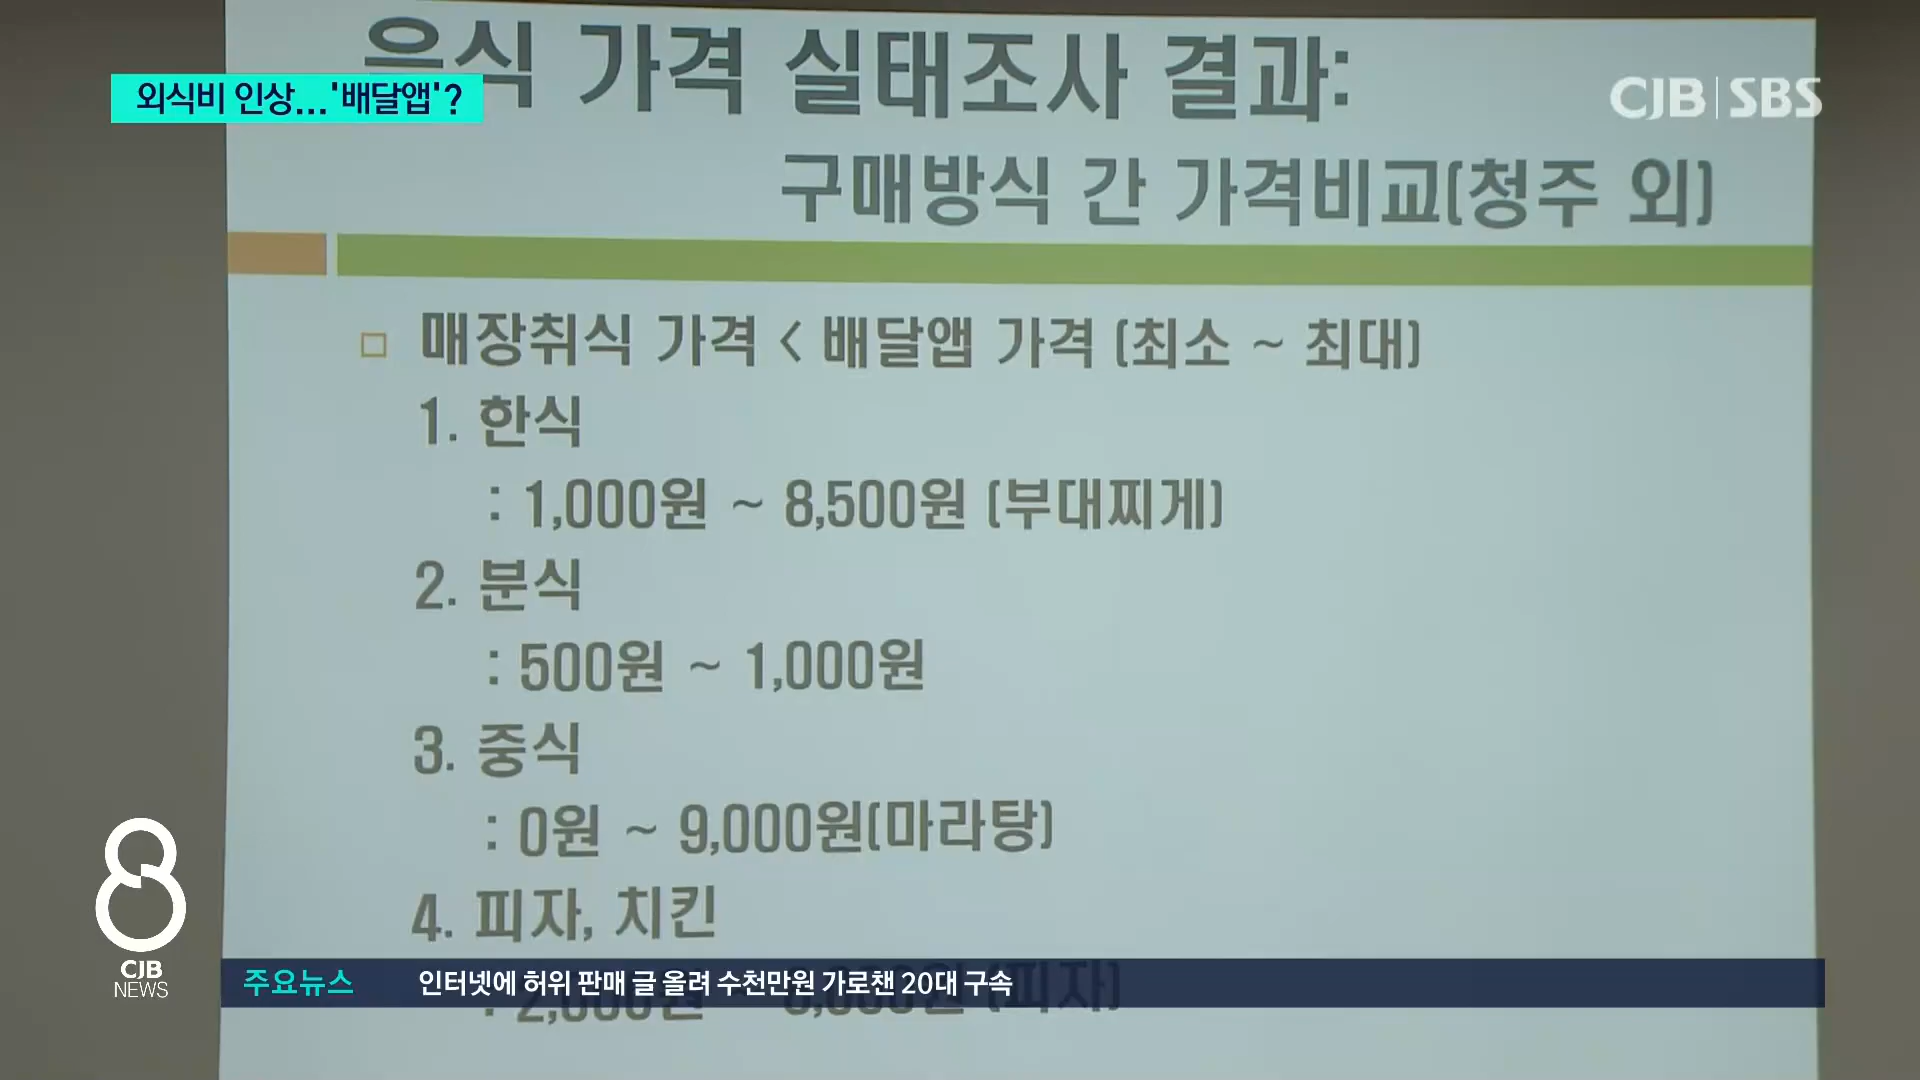 음식 가격 실태조사 결과:
외식비 인상...'배달앱'?
CJB SBS
구매방식 간 가격비교(청주 외)
매장취식 가격 < 배달앱 가격 (최소 ~ 최대)
1. 한식
: 1,000원 ~ 8,500원 (부대찌게)
2. 분식
: 500원 ~ 1,000원
3. 중식
: 0원 ~ 9,000원(마라탕)
4. 피자, 치킨
8
CJB
NEWS
주요뉴스 인터넷에 허위 판매 글 올려 수천만원 가로챈 20대 구속